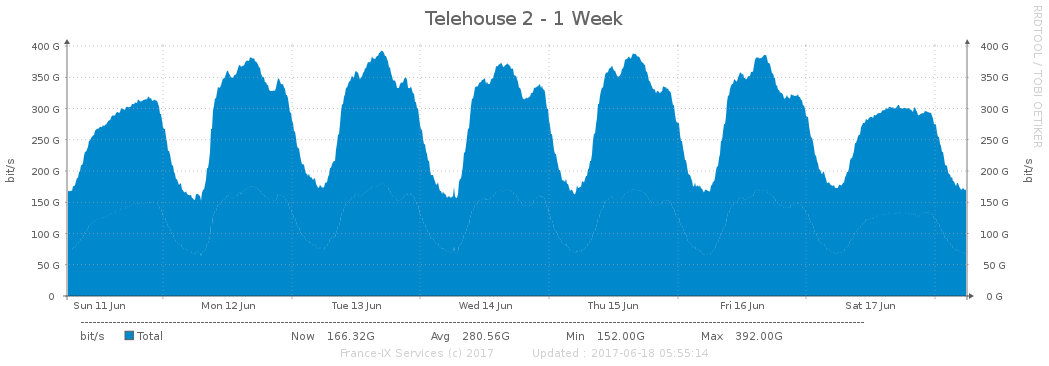 Telehouse 2 - 1 Week
RRDTOOL / TOBI OETIKER
bit/s
400 G
350 G
300 G
250 G
200 G
150 G
100 G
50 G
0
400 G
350 G
300 G
250 G
200 G
150 G
100 G
50 G
0 G
bit/s
Sun 11 Jun Mon 12 Jun Tue 13 Jun Wed 14 Jun Thu 15 Jun Fri 16 Jun Sat 17 Jun
bit/s Total Now 166.32G Avg 280.56G Min 152.00G Max 392.00G
France-IX Services (c) 2017 Updated : 2017-06-18 05:55:14